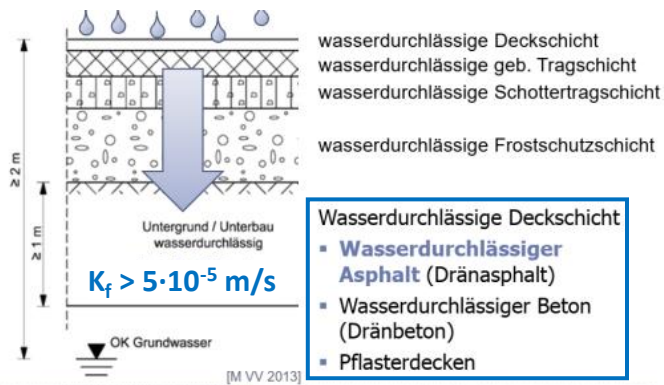 wasserdurchlässige Deckschicht
wasserdurchlässige geb. Tragschicht
wasserdurchlässige Schottertragschicht
wasserdurchlässige Frostschutzschicht
≥ 2 m
≥ 1 m
Untergrund / Unterbau
wasserdurchlässig
K_f > 5·10⁻⁵ m/s
OK Grundwasser
[M VV 2013]
Wasserdurchlässige Deckschicht
▪ Wasserdurchlässiger
Asphalt (Dränasphalt)
▪ Wasserdurchlässiger Beton
(Dränbeton)
▪ Pflasterdecken